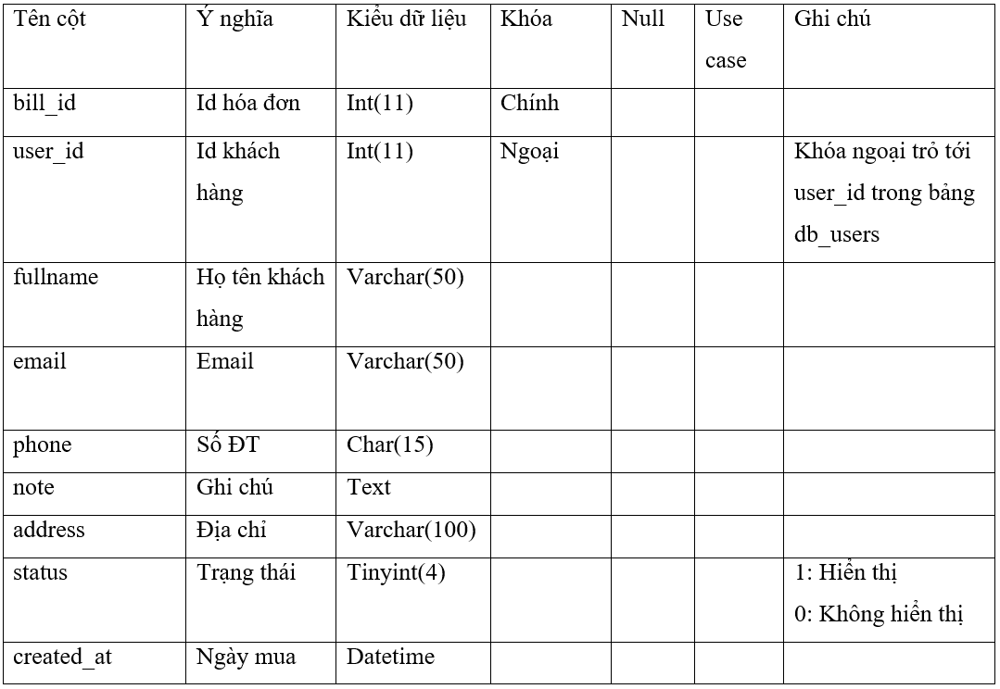 Tên cột Ý nghĩa Kiểu dữ liệu Khóa Null Use Ghi chú
case
bill_id Id hóa đơn Int(11) Chính
user_id Id khách Int(11) Ngoại Khóa ngoại trỏ tới
hàng user_id trong bảng
db_users
fullname Họ tên khách Varchar(50)
hàng
email Email Varchar(50)
phone Số ĐT Char(15)
note Ghi chú Text
address Địa chỉ Varchar(100)
status Trạng thái Tinyint(4) 1: Hiển thị
0: Không hiển thị
created_at Ngày mua Datetime